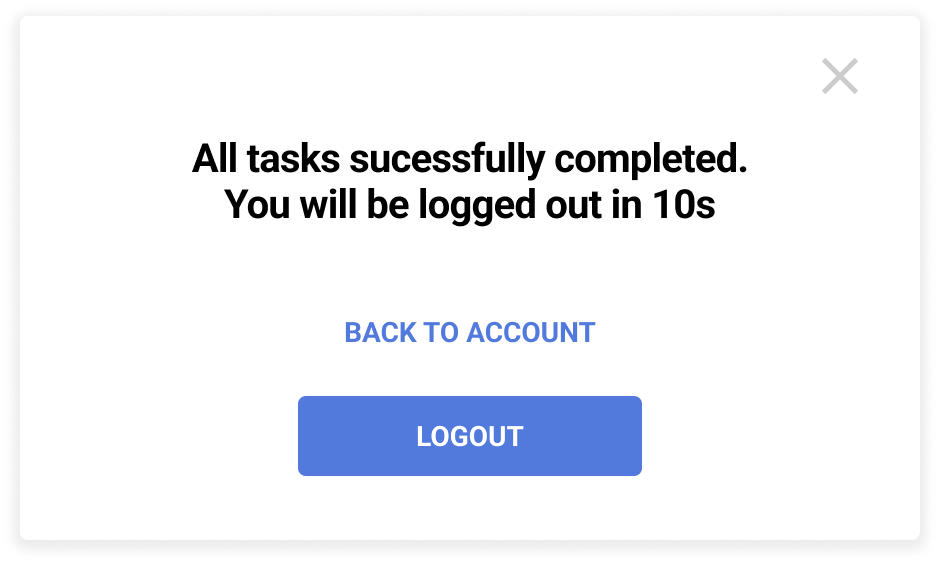 All tasks sucessfully completed.
You will be logged out in 10s
BACK TO ACCOUNT
LOGOUT